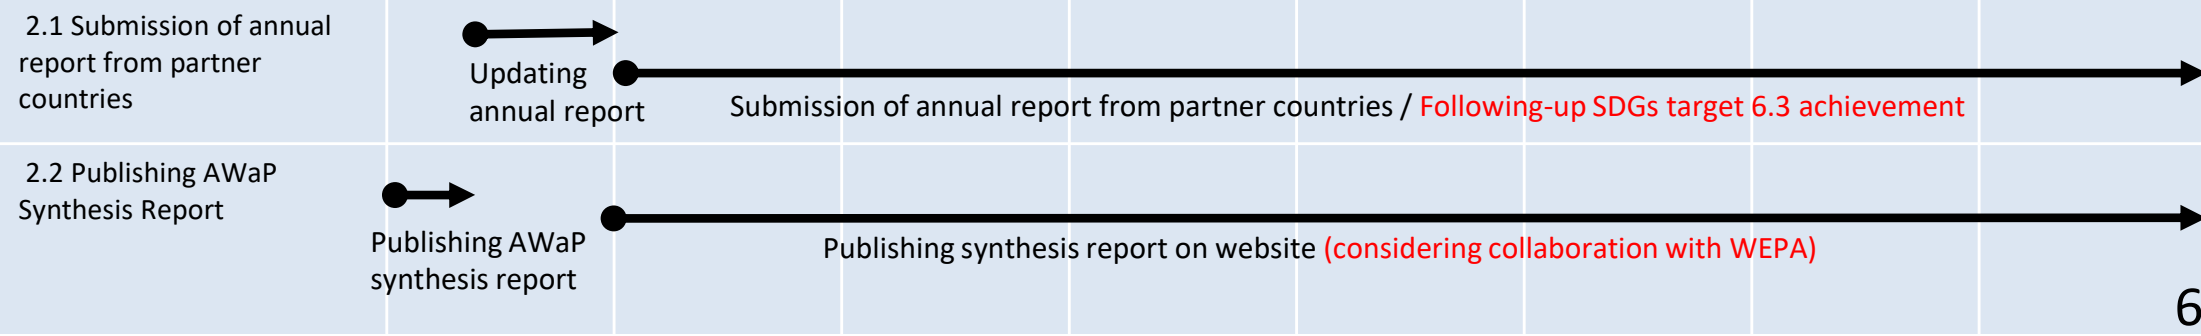 2.1 Submission of annual
report from partner
countries
Updating
annual report
Submission of annual report from partner countries / Following-up SDGs target 6.3 achievement
2.2 Publishing AWaP
Synthesis Report
Publishing AWaP
synthesis report
Publishing synthesis report on website (considering collaboration with WEPA)
6